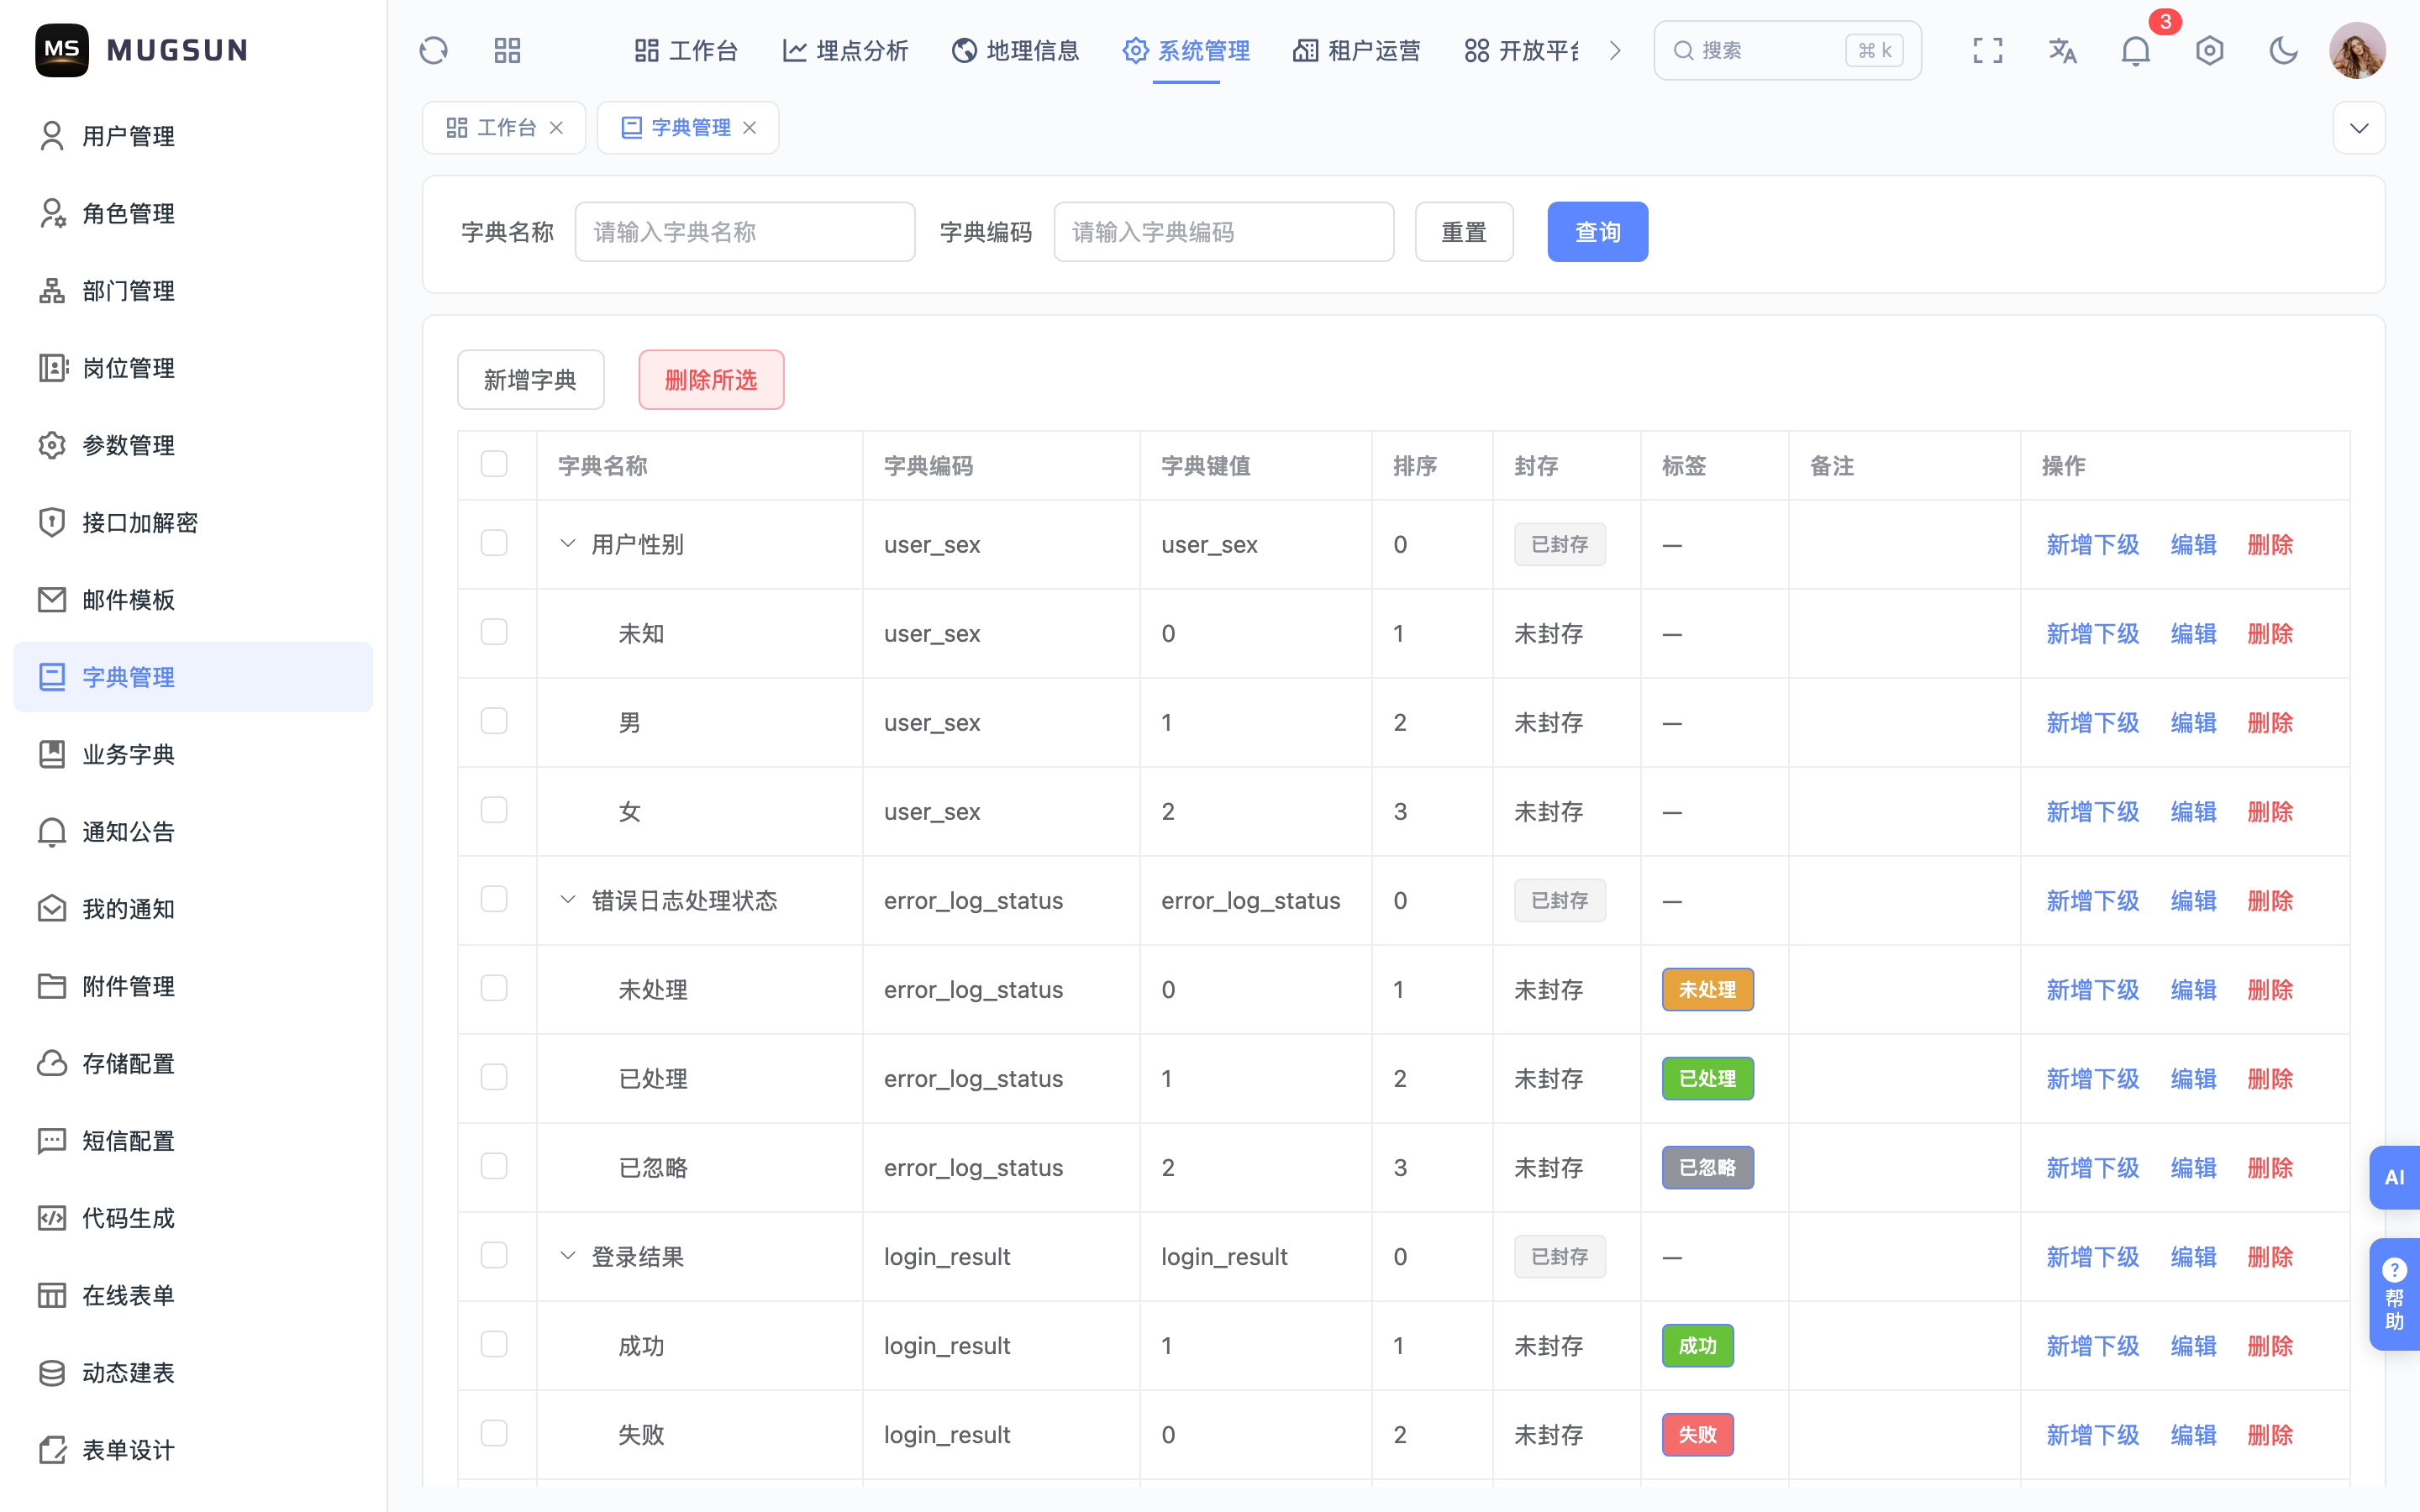 MS MUGSUN
工作台 埋点分析 地理信息 系统管理 租户运营 开放平台 搜索 ⌘ k 3
用户管理
角色管理
部门管理
岗位管理
参数管理
接口加解密
邮件模板
字典管理
业务字典
通知公告
我的通知
附件管理
存储配置
短信配置
代码生成
在线表单
动态建表
表单设计
工作台 字典管理
字典名称 请输入字典名称 字典编码 请输入字典编码 重置 查询
新增字典 删除所选
字典名称 字典编码 字典键值 排序 封存 标签 备注 操作
用户性别 user_sex user_sex 0 已封存 — 新增下级 编辑 删除
未知 user_sex 0 1 未封存 — 新增下级 编辑 删除
男 user_sex 1 2 未封存 — 新增下级 编辑 删除
女 user_sex 2 3 未封存 — 新增下级 编辑 删除
错误日志处理状态 error_log_status error_log_status 0 已封存 — 新增下级 编辑 删除
未处理 error_log_status 0 1 未封存 未处理 新增下级 编辑 删除
已处理 error_log_status 1 2 未封存 已处理 新增下级 编辑 删除
已忽略 error_log_status 2 3 未封存 已忽略 新增下级 编辑 删除
登录结果 login_result login_result 0 已封存 — 新增下级 编辑 删除
成功 login_result 1 1 未封存 成功 新增下级 编辑 删除
失败 login_result 0 2 未封存 失败 新增下级 编辑 删除
AI
?
帮
助